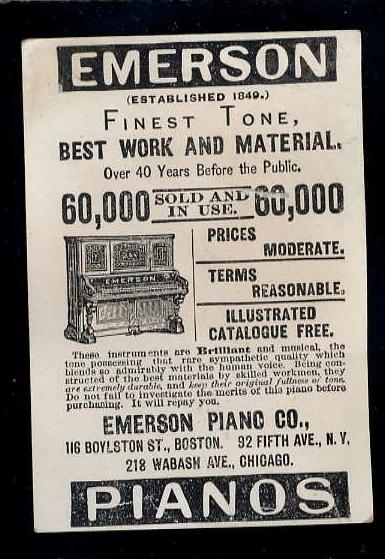 EMERSON
(ESTABLISHED 1849.)
FINEST TONE,
BEST WORK AND MATERIAL.
Over 40 Years Before the Public.
60,000 SOLD AND IN USE. 60,000
EMERSON
PRICES
MODERATE.
TERMS
REASONABLE.
ILLUSTRATED
CATALOGUE FREE.
These instruments are Brilliant and musical, the
tone possessing that rare sympathetic quality which
blends so admirably with the human voice. Being con-
structed of the best materials by skilled workmen, they
are extremely durable, and keep their original fullness of tone.
Do not fail to investigate the merits of this piano before
purchasing. It will repay you.
EMERSON PIANO CO.,
116 BOYLSTON ST., BOSTON. 92 FIFTH AVE., N. Y.
218 WABASH AVE., CHICAGO.
PIANOS